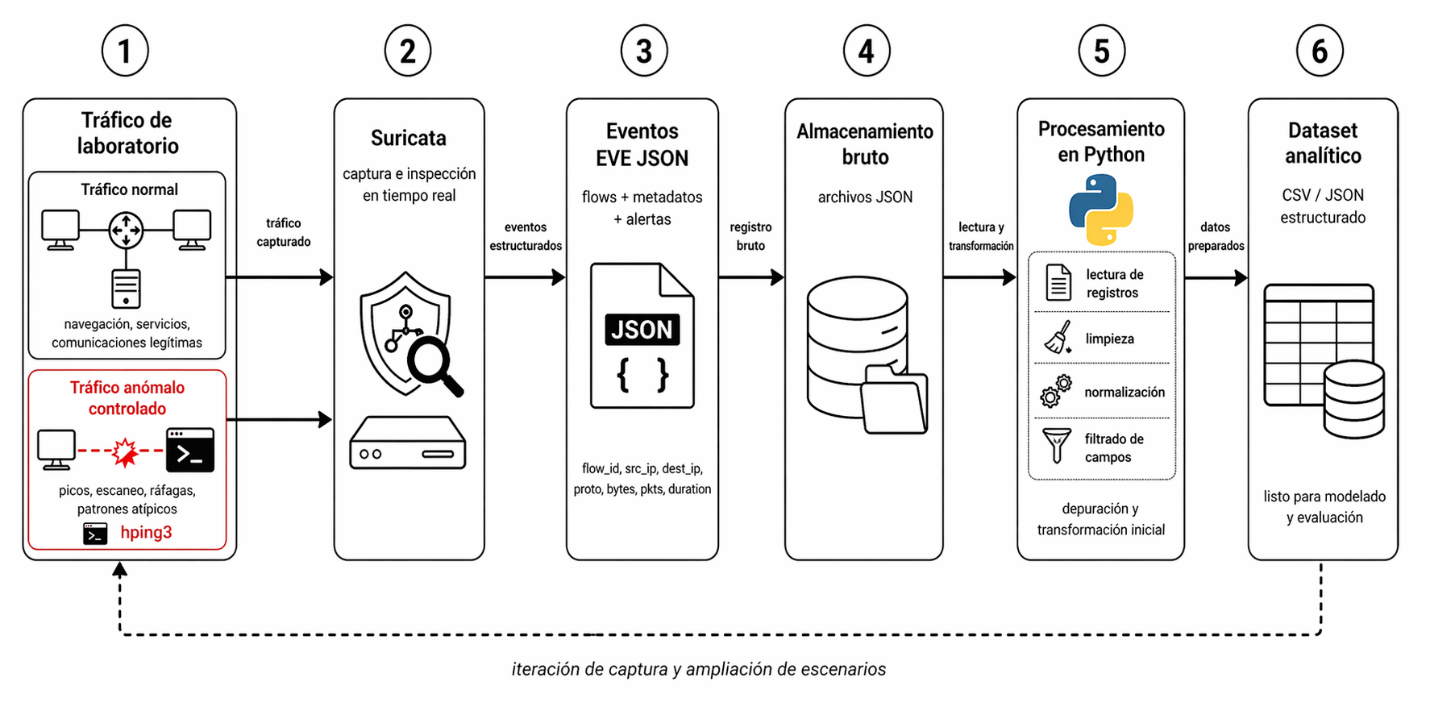 1
Tráfico de
laboratorio
Tráfico normal
navegación, servicios,
comunicaciones legítimas
Tráfico anómalo
controlado
>_
picos, escaneo, ráfagas,
patrones atípicos
>_
hping3
tráfico
capturado
2
Suricata
captura e inspección
en tiempo real
eventos
estructurados
3
Eventos
EVE JSON
flows + metadatos
+ alertas
JSON
{ }
flow_id, src_ip, dest_ip,
proto, bytes, pkts, duration
registro
bruto
4
Almacenamiento
bruto
archivos JSON
lectura y
transformación
5
Procesamiento
en Python
lectura de
registros
limpieza
normalización
filtrado de
campos
depuración y
transformación inicial
datos
preparados
6
Dataset
analítico
CSV / JSON
estructurado
listo para modelado
y evaluación
iteración de captura y ampliación de escenarios